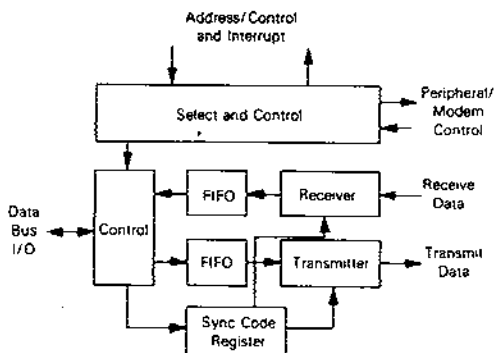 Address/Control
and Interrupt
Select and Control
Peripheral/
Modem
Control
FIFO
Receiver
Receive
Data
Data
Bus
I/O
Control
FIFO
Transmitter
Transmit
Data
Sync Code
Register